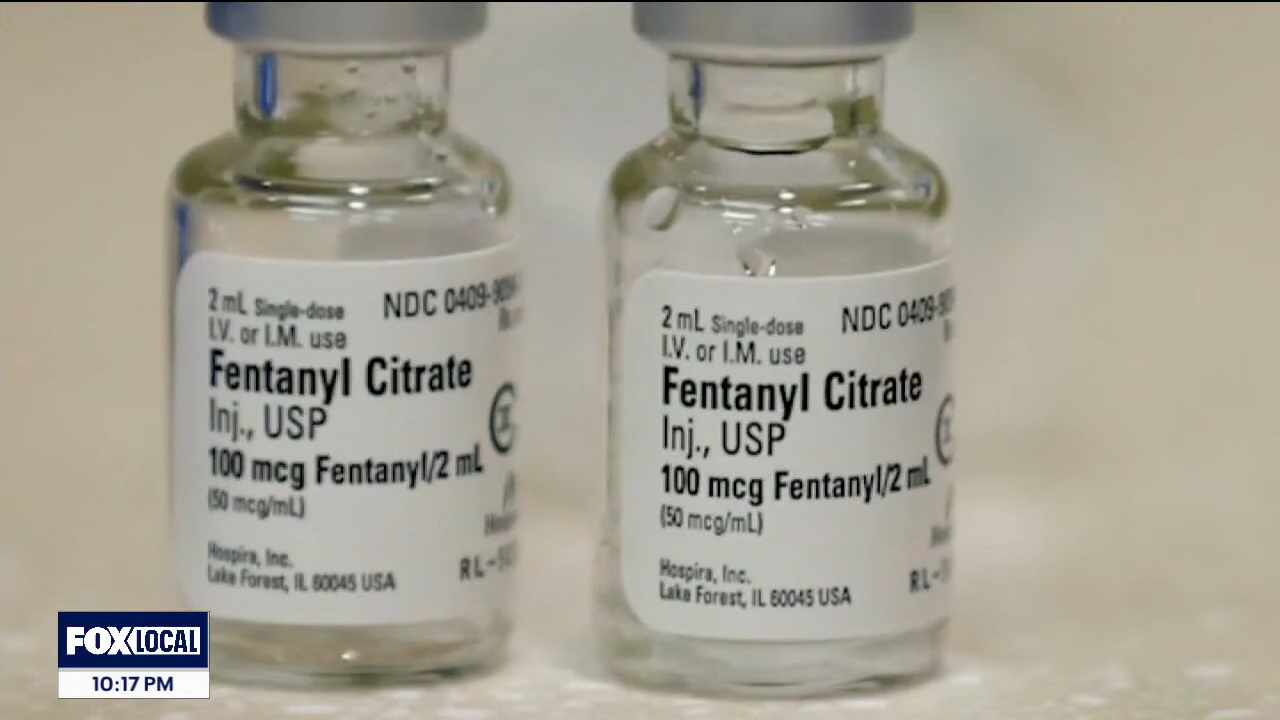 2 mL Single-dose
I.V. or I.M. use
NDC 0409-
Fentanyl Citrate
Inj., USP
100 mcg Fentanyl/2 mL
(50 mcg/mL)
Hospira, Inc.
Lake Forest, IL 60045 USA
RL-
2 mL Single-dose
I.V. or I.M. use
NDC 0409-
Fentanyl Citrate
Inj., USP
100 mcg Fentanyl/2 mL
(50 mcg/mL)
Hospira, Inc.
Lake Forest, IL 60045 USA
RL-
FOX LOCAL
10:17 PM